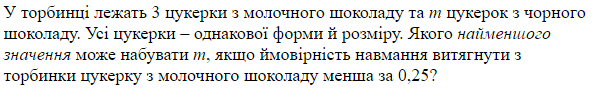 У торбинці лежать 3 цукерки з молочного шоколаду та m цукерок з чорного
шоколаду. Усі цукерки – однакової форми й розміру. Якого найменшого
значення може набувати m, якщо ймовірність навмання витягнути з
торбинки цукерку з молочного шоколаду менша за 0,25?